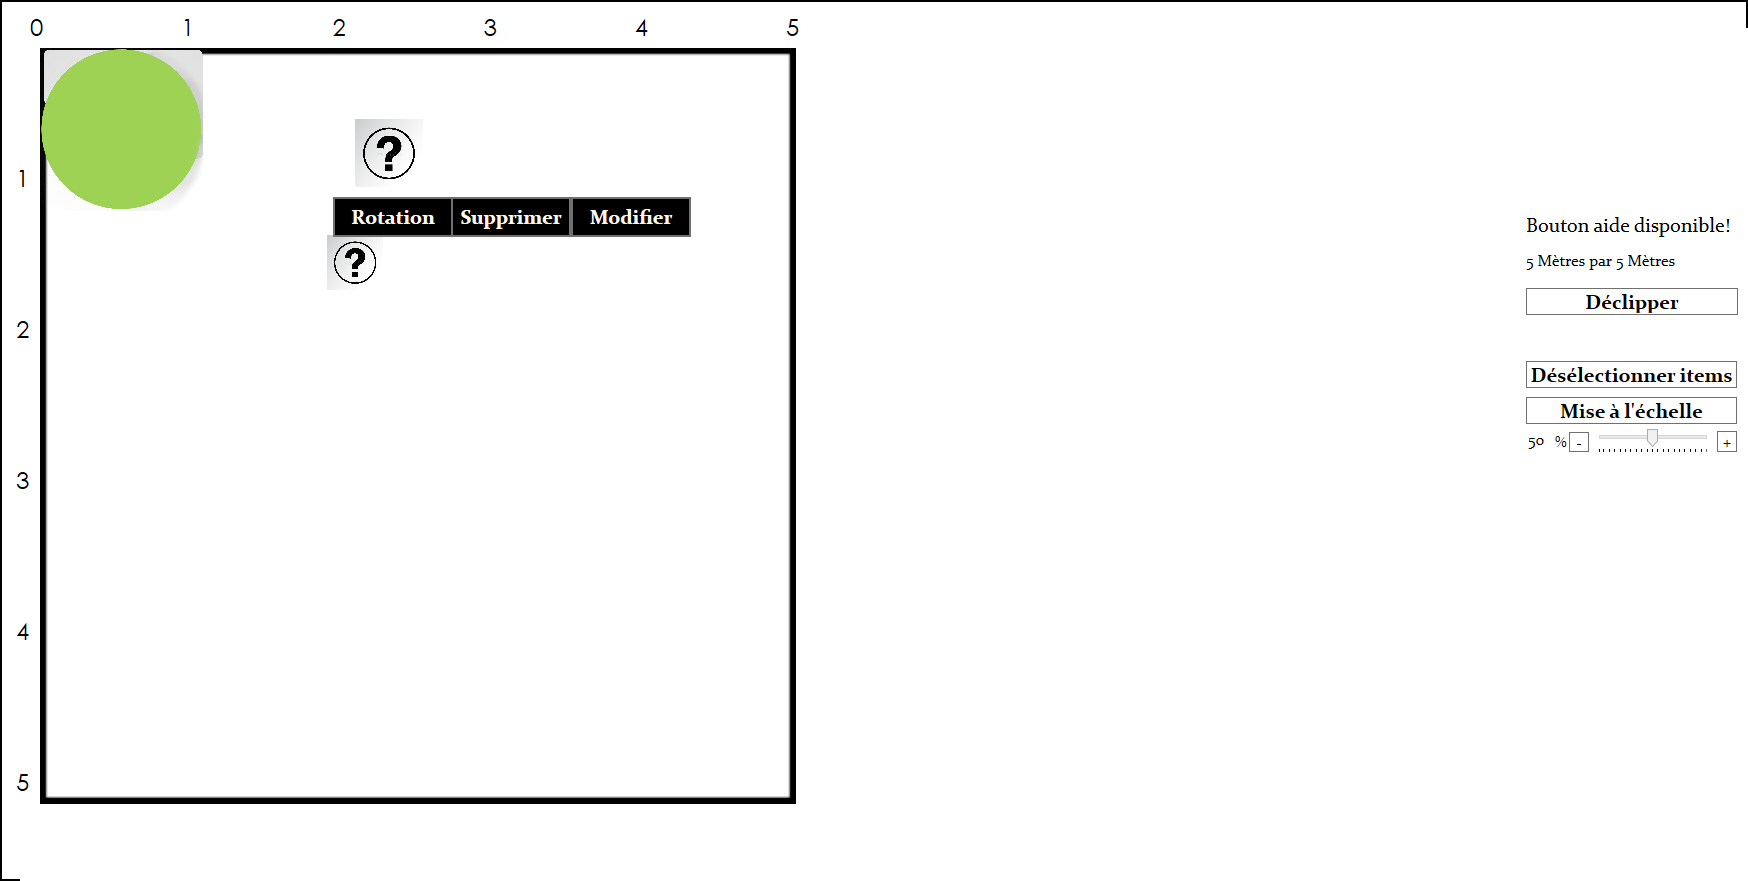 0 1 2 3 4 5
?
1
Rotation Supprimer Modifier
Bouton aide disponible!
?
5 Mètres par 5 Mètres
Déclipper
2
Désélectionner items
Mise à l'échelle
50 % - +
3
4
5